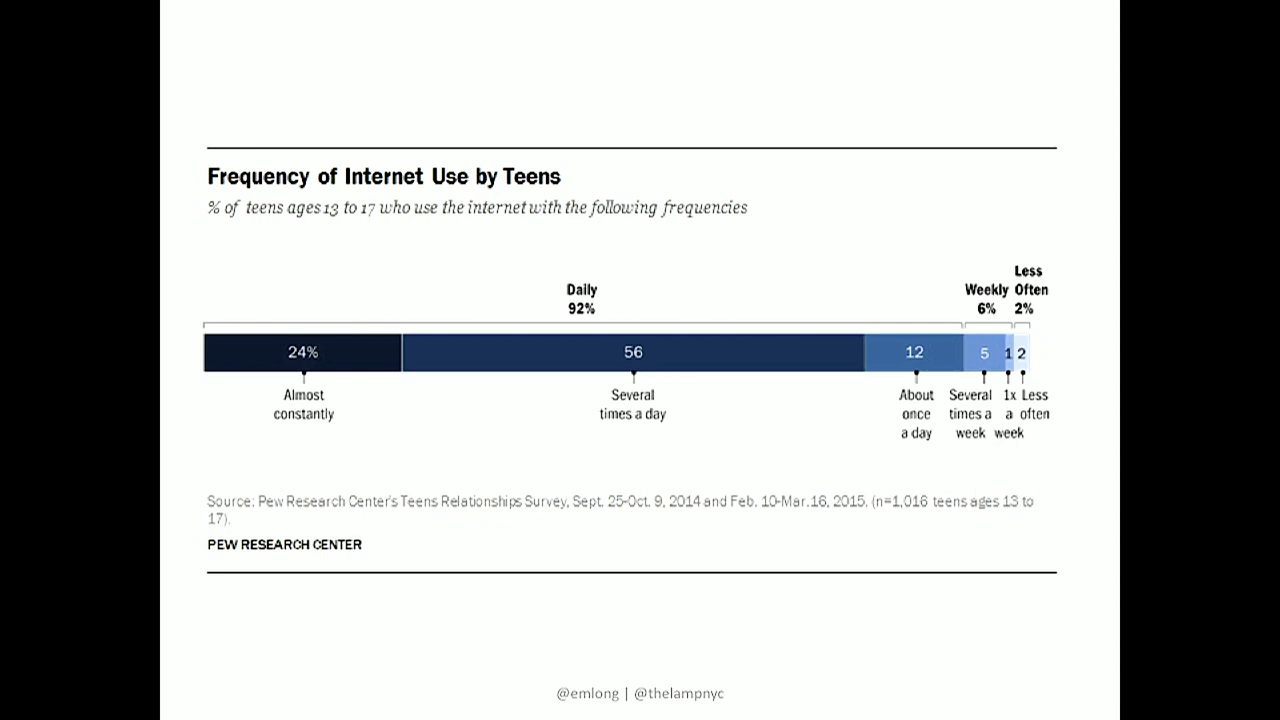 Frequency of Internet Use by Teens
% of teens ages 13 to 17 who use the internet with the following frequencies
Less
Daily Weekly Often
92% 6% 2%
24% 56 12 5 1 2
Almost Several About Several 1x Less
constantly times a day once times a a often
a day week week
Source: Pew Research Center's Teens Relationships Survey, Sept. 25-Oct. 9, 2014 and Feb. 10-Mar.16, 2015. (n=1,016 teens ages 13 to
17).
PEW RESEARCH CENTER
@emlong | @thelampnyc